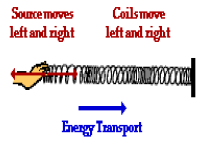 Source moves
left and right
Coils move
left and right
Energy Transport